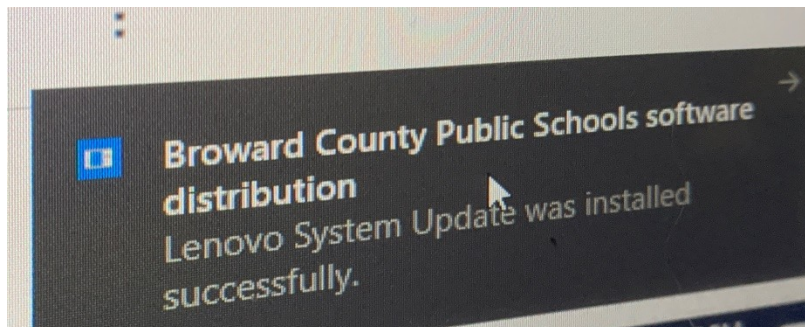 Broward County Public Schools software
distribution
Lenovo System Update was installed
successfully.